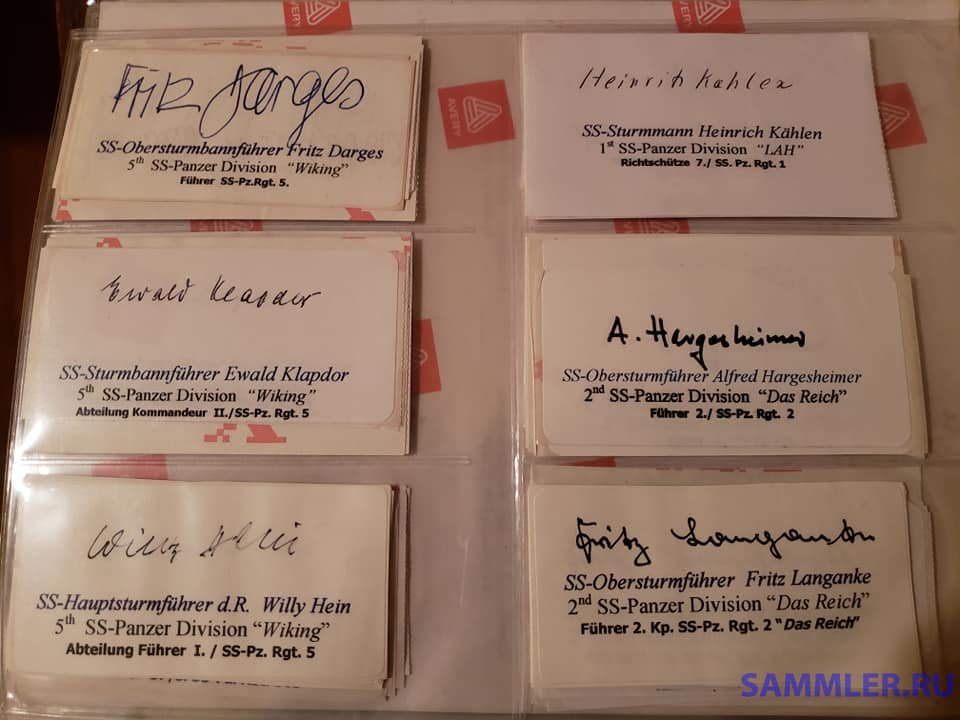 AVERY
AVERY
Fritz Darges
SS-Obersturmbannführer Fritz Darges
5th SS-Panzer Division "Wiking"
Führer SS-Pz.Rgt. 5.
AVERY
Heinrich Kählen
SS-Sturmmann Heinrich Kählen
1st SS-Panzer Division "LAH"
Richtschütze 7./ SS. Pz. Rgt. 1
Ewald Klapdor
SS-Sturmbannführer Ewald Klapdor
5th SS-Panzer Division "Wiking"
Abteilung Kommandeur II./SS-Pz. Rgt. 5
A. Hargesheimer
SS-Obersturmführer Alfred Hargesheimer
2nd SS-Panzer Division "Das Reich"
Führer 2./ SS-Pz. Rgt. 2
Willy Hein
SS-Hauptsturmführer d.R. Willy Hein
5th SS-Panzer Division "Wiking"
Abteilung Führer I. / SS-Pz. Rgt. 5
Fritz Langanke
SS-Obersturmführer Fritz Langanke
2nd SS-Panzer Division "Das Reich"
Führer 2. Kp. SS-Pz. Rgt. 2 "Das Reich"
SAMMLER.RU